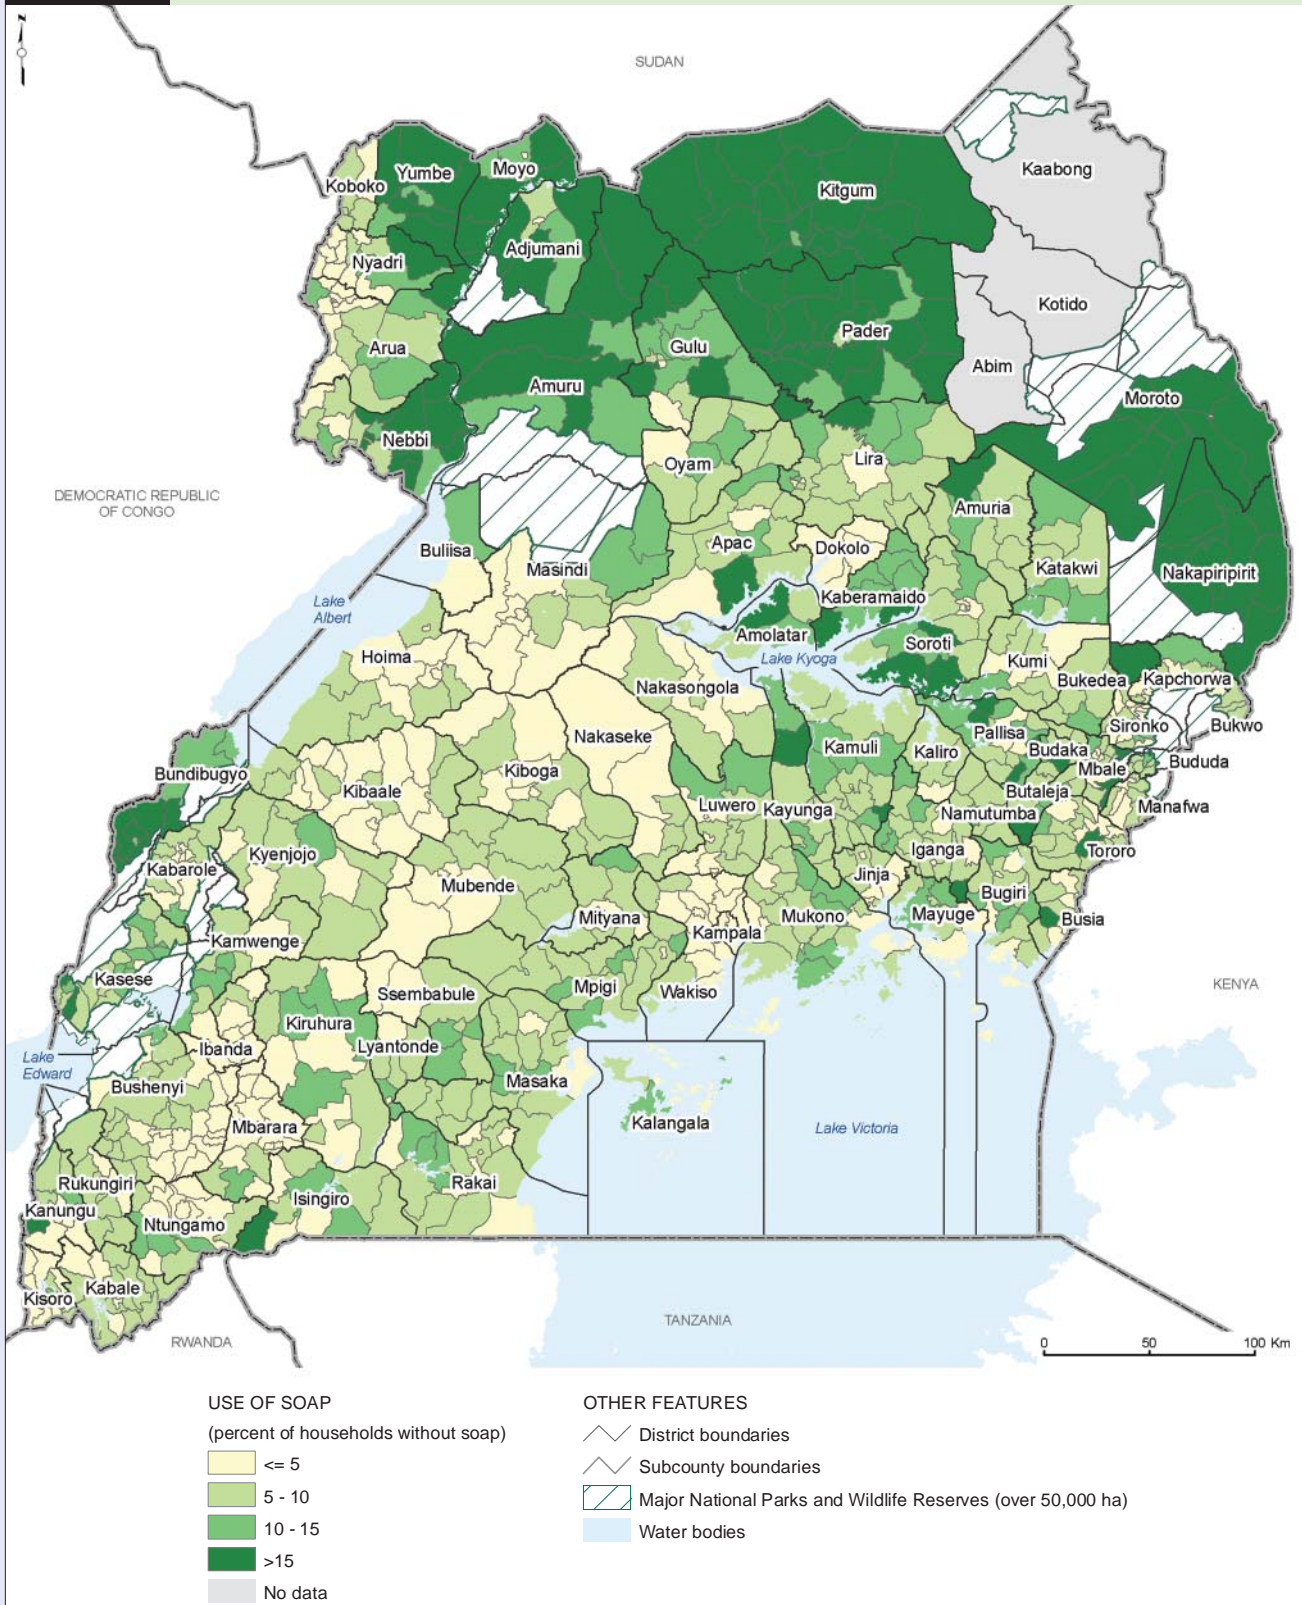 N
SUDAN
Kaabong
Yumbe
Moyo
Koboko
Kitgum
Adjumani
Nyadri
Kotido
Pader
Gulu
Arua
Abim
Amuru
Moroto
Nebbi
Lira
Oyam
DEMOCRATIC REPUBLIC
OF CONGO
Amuria
Apac
Dokolo
Buliisa
Masindi
Katakwi
Nakapiripirit
Kaberamaido
Lake
Albert
Amolatar
Soroti
Lake Kyoga
Hoima
Kumi
Bukedea
Kapchorwa
Nakasongola
Sironko
Bukwo
Pallisa
Nakaseke
Kamuli
Kaliro
Budaka
Bududa
Mbale
Bundibugyo
Kiboga
Kibaale
Butaleja
Luwero
Kayunga
Manafwa
Namutumba
Iganga
Tororo
Kyenjojo
Kabarole
Jinja
Mubende
Bugiri
Mityana
Mukono
Mayuge
Busia
Kampala
Kamwenge
Kasese
KENYA
Mpigi
Wakiso
Ssembabule
Kiruhura
Ibanda
Lyantonde
Lake
Edward
Bushenyi
Masaka
Kalangala
Mbarara
Lake Victoria
Rukungiri
Rakai
Isingiro
Kanungu
Ntungamo
Kabale
Kisoro
TANZANIA
RWANDA
0 50 100 Km
USE OF SOAP
(percent of households without soap)
<= 5
5 - 10
10 - 15
>15
No data
OTHER FEATURES
District boundaries
Subcounty boundaries
Major National Parks and Wildlife Reserves (over 50,000 ha)
Water bodies